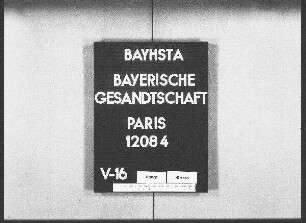 BAYHSTA
BAYERISCHE
GESANDTSCHAFT
PARIS
12084
V-16